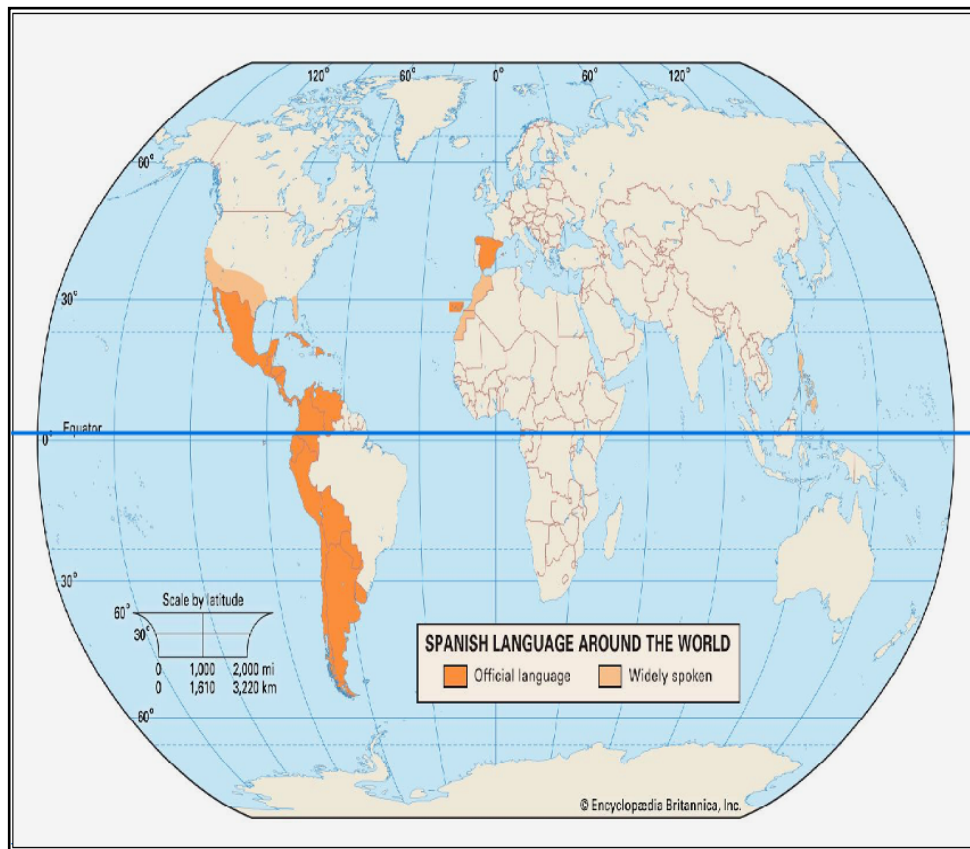 120° 60° 0° 60° 120°
60°
30°
Equator
0°
30°
Scale by latitude
60°
30°
0 1,000 2,000 mi
0 1,610 3,220 km
SPANISH LANGUAGE AROUND THE WORLD
Official language Widely spoken
60°
© Encyclopædia Britannica, Inc.